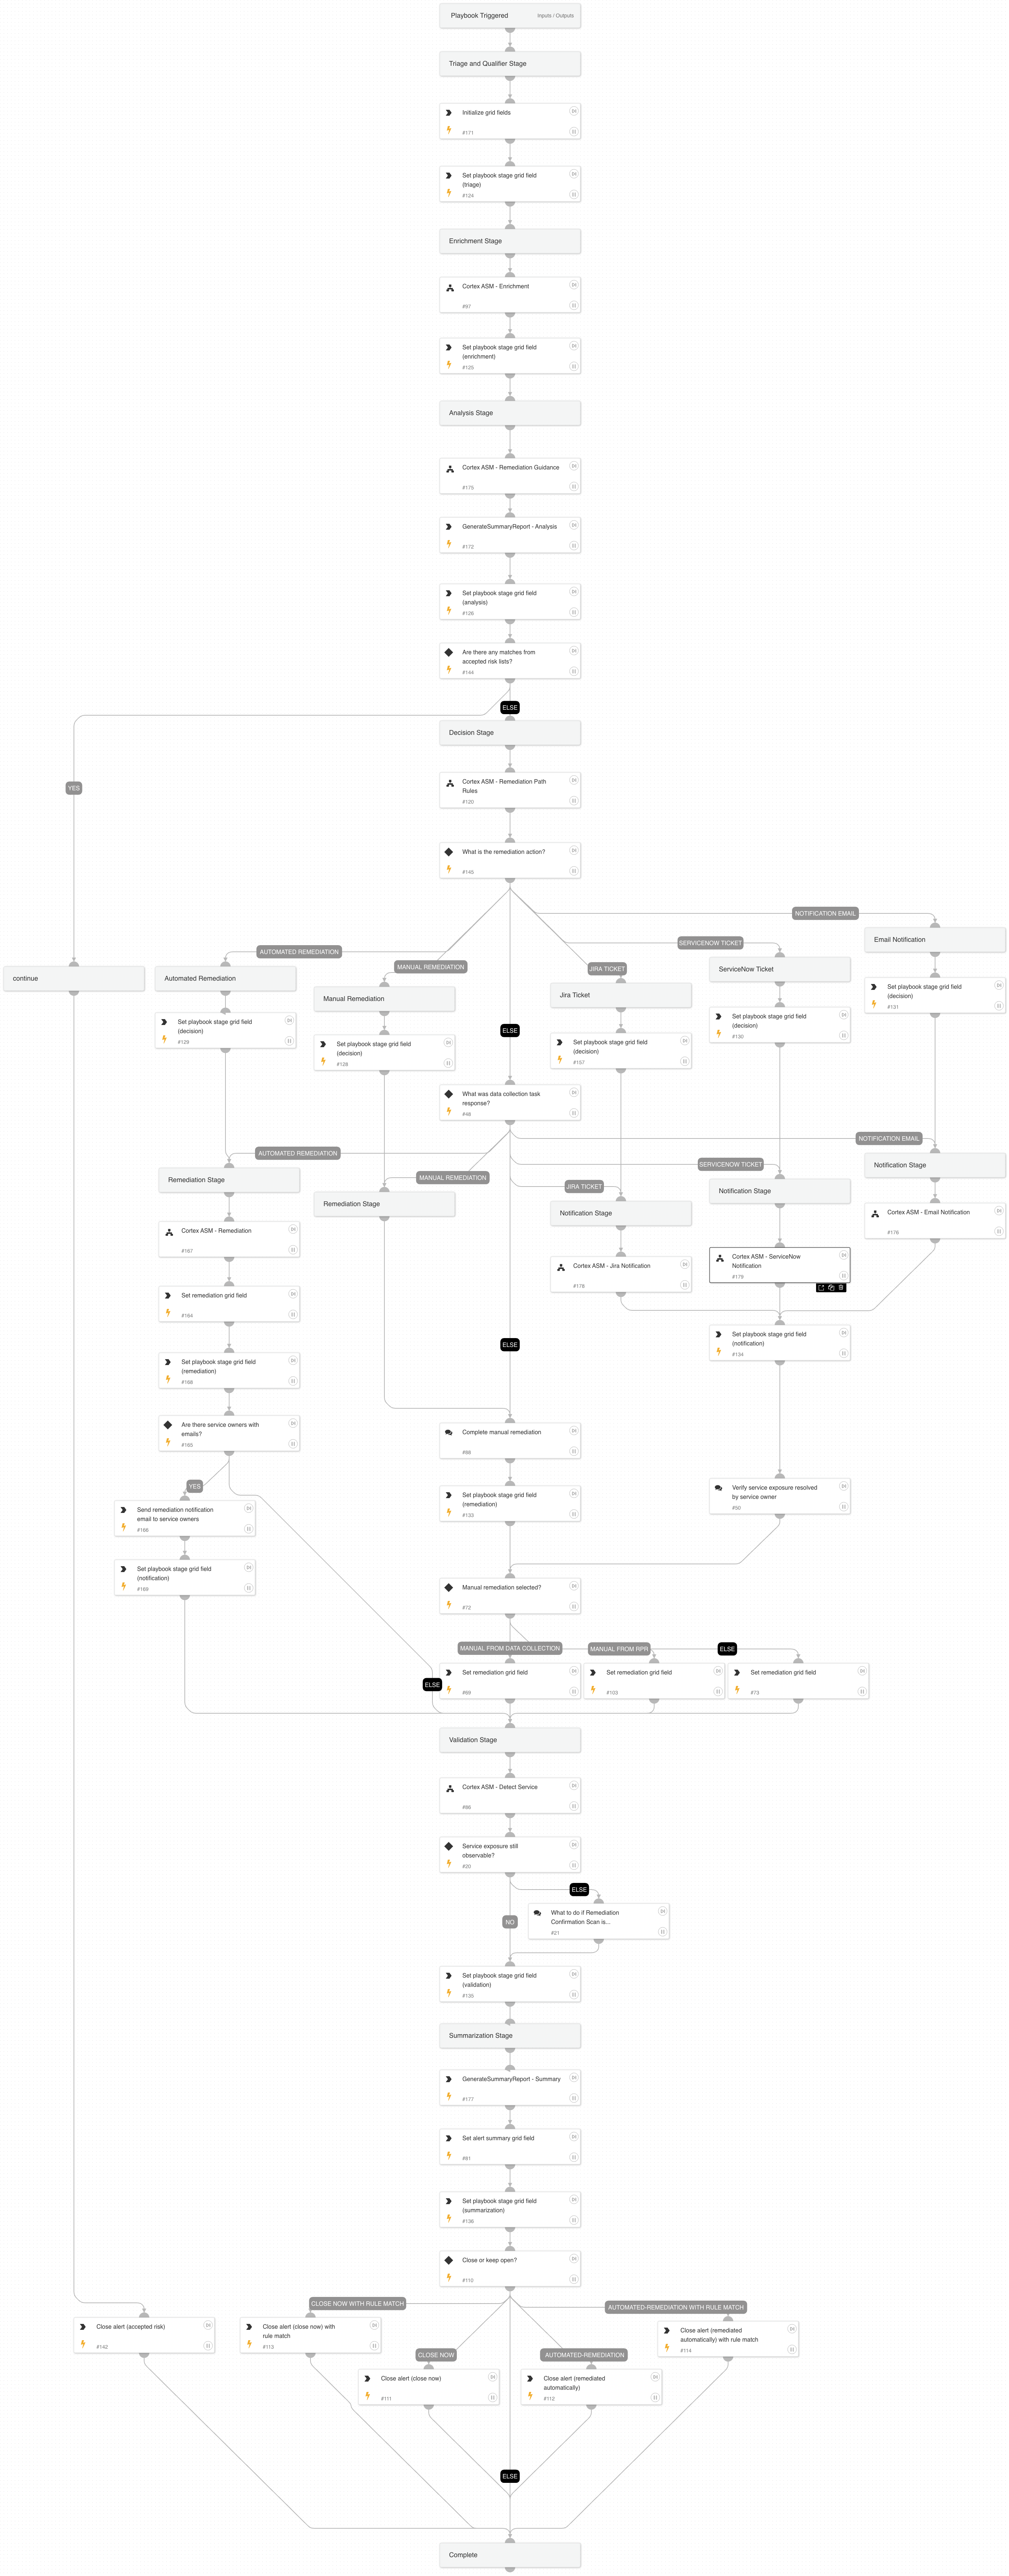 Playbook Triggered
Inputs / Outputs
Triage and Qualifier Stage
Initialize grid fields
#171
Set playbook stage grid field
(triage)
#124
Enrichment Stage
Cortex ASM - Enrichment
#97
Set playbook stage grid field
(enrichment)
#125
Analysis Stage
Cortex ASM - Remediation Guidance
#175
GenerateSummaryReport - Analysis
#172
Set playbook stage grid field
(analysis)
#126
Are there any matches from
accepted risk lists?
#144
ELSE
Decision Stage
YES
Cortex ASM - Remediation Path
Rules
#120
What is the remediation action?
#145
NOTIFICATION EMAIL
AUTOMATED REMEDIATION
SERVICENOW TICKET
Email Notification
MANUAL REMEDIATION
JIRA TICKET
ServiceNow Ticket
continue
Automated Remediation
Manual Remediation
Jira Ticket
Set playbook stage grid field
(decision)
#131
Set playbook stage grid field
(decision)
#129
Set playbook stage grid field
(decision)
#130
ELSE
Set playbook stage grid field
(decision)
#128
Set playbook stage grid field
(decision)
#157
What was data collection task
response?
#48
NOTIFICATION EMAIL
AUTOMATED REMEDIATION
SERVICENOW TICKET
Notification Stage
MANUAL REMEDIATION
JIRA TICKET
Remediation Stage
Remediation Stage
Notification Stage
Notification Stage
Cortex ASM - Email Notification
#176
Cortex ASM - Remediation
#167
Cortex ASM - Jira Notification
#178
Cortex ASM - ServiceNow
Notification
#179
Set remediation grid field
#164
ELSE
Set playbook stage grid field
(notification)
#134
Set playbook stage grid field
(remediation)
#168
Are there service owners with
emails?
#165
Complete manual remediation
#88
YES
Set playbook stage grid field
(remediation)
#133
Verify service exposure resolved
by service owner
#50
Send remediation notification
email to service owners
#166
Set playbook stage grid field
(notification)
#169
Manual remediation selected?
#72
MANUAL FROM DATA COLLECTION
MANUAL FROM RPR
ELSE
ELSE
Set remediation grid field
#69
Set remediation grid field
#103
Set remediation grid field
#73
Validation Stage
Cortex ASM - Detect Service
#98
Service exposure still
observable?
#20
ELSE
NO
What to do if Remediation
Confirmation Scan is...
#21
Set playbook stage grid field
(validation)
#135
Summarization Stage
GenerateSummaryReport - Summary
#177
Set alert summary grid field
#81
Set playbook stage grid field
(summarization)
#136
Close or keep open?
#110
CLOSE NOW WITH RULE MATCH
AUTOMATED-REMEDIATION WITH RULE MATCH
Close alert (accepted risk)
#142
Close alert (close now) with
rule match
#113
Close alert (remediated
automatically) with rule match
#114
CLOSE NOW
AUTOMATED-REMEDIATION
Close alert (close now)
#111
Close alert (remediated
automatically)
#112
ELSE
Complete